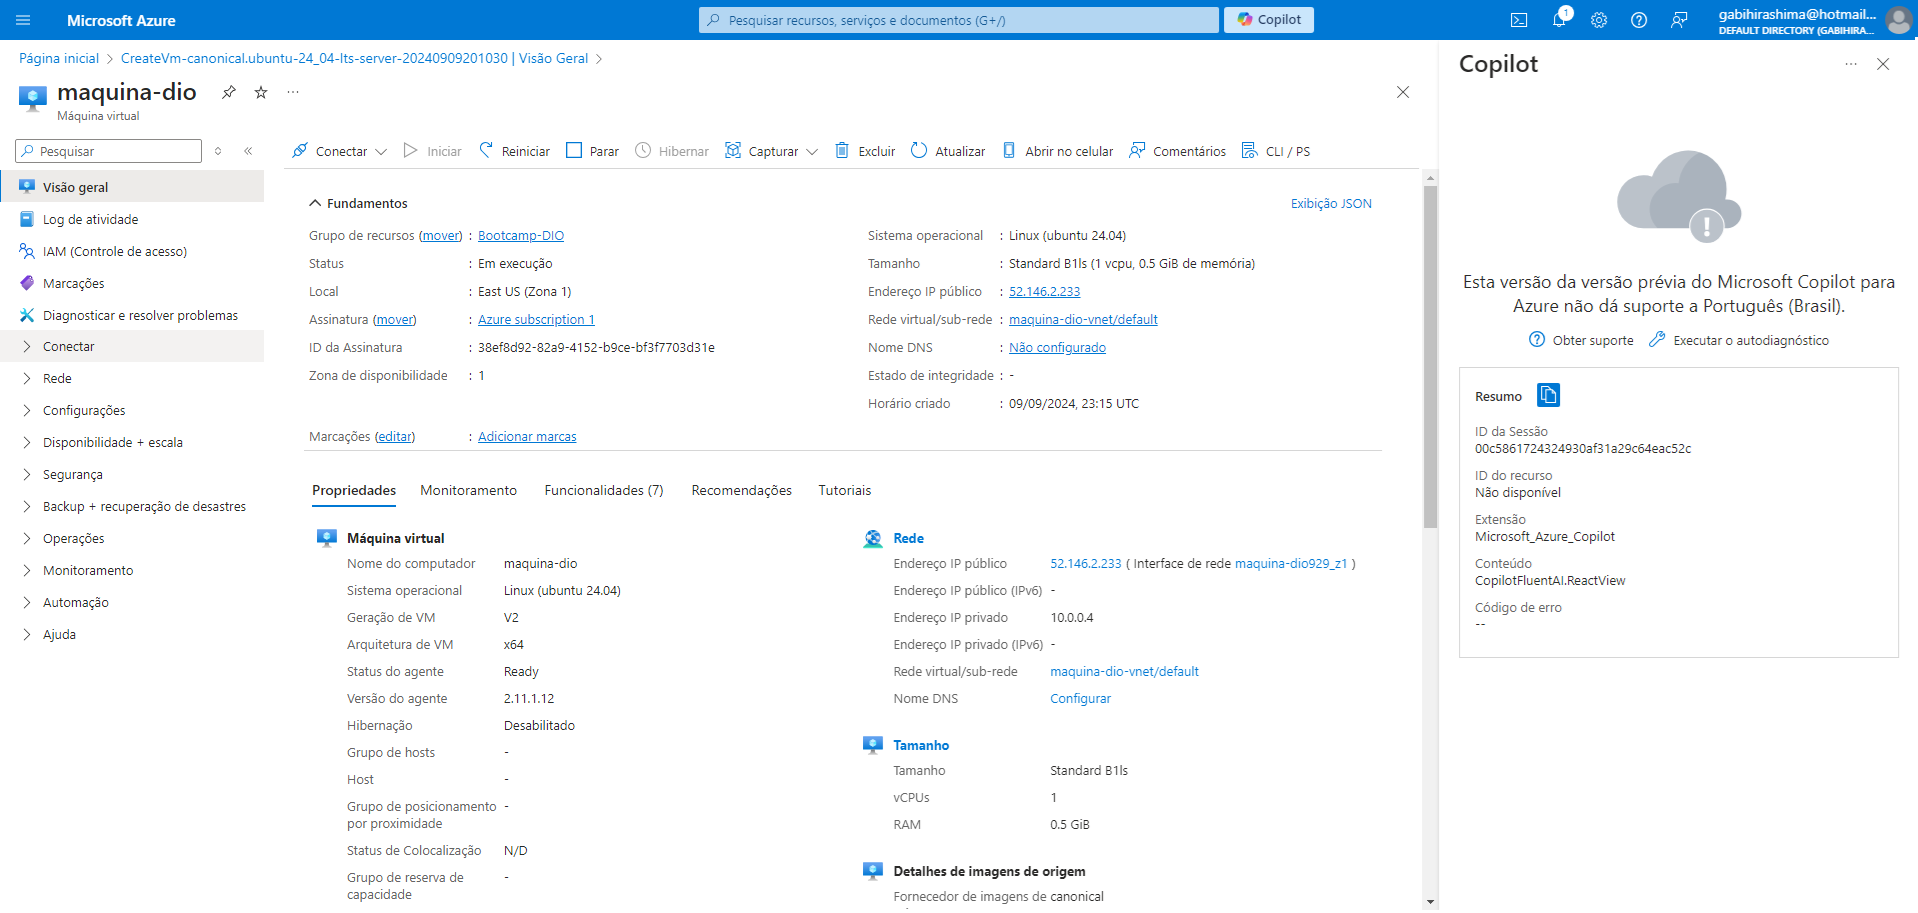 Microsoft Azure
Pesquisar recursos, serviços e documentos (G+/)
Copilot
1
gabihirashima@hotmail...
DEFAULT DIRECTORY (GABIHIRA...
Página inicial
CreateVm-canonical.ubuntu-24_04-lts-server-20240909201030 | Visão Geral
maquina-dio
Máquina virtual
Pesquisar
Visão geral
Log de atividade
IAM (Controle de acesso)
Marcações
Diagnosticar e resolver problemas
Conectar
Rede
Configurações
Disponibilidade + escala
Segurança
Backup + recuperação de desastres
Operações
Monitoramento
Automação
Ajuda
Conectar
Iniciar
Reiniciar
Parar
Hibernar
Capturar
Excluir
Atualizar
Abrir no celular
Comentários
CLI / PS
Fundamentos
Exibição JSON
Grupo de recursos (mover) : Bootcamp-DIO
Status : Em execução
Local : East US (Zona 1)
Assinatura (mover) : Azure subscription 1
ID da Assinatura : 38ef8d92-82a9-4152-b9ce-bf3f7703d31e
Zona de disponibilidade : 1
Sistema operacional : Linux (ubuntu 24.04)
Tamanho : Standard B1ls (1 vcpu, 0.5 GiB de memória)
Endereço IP público : 52.146.2.233
Rede virtual/sub-rede : maquina-dio-vnet/default
Nome DNS : Não configurado
Estado de integridade : -
Horário criado : 09/09/2024, 23:15 UTC
Marcações (editar) : Adicionar marcas
Propriedades
Monitoramento
Funcionalidades (7)
Recomendações
Tutoriais
Máquina virtual
Nome do computador maquina-dio
Sistema operacional Linux (ubuntu 24.04)
Geração de VM V2
Arquitetura de VM x64
Status do agente Ready
Versão do agente 2.11.1.12
Hibernação Desabilitado
Grupo de hosts -
Host -
Grupo de posicionamento -
por proximidade
Status de Colocalização N/D
Grupo de reserva de -
capacidade
Rede
Endereço IP público 52.146.2.233 ( Interface de rede maquina-dio929_z1 )
Endereço IP público (IPv6) -
Endereço IP privado 10.0.0.4
Endereço IP privado (IPv6) -
Rede virtual/sub-rede maquina-dio-vnet/default
Nome DNS Configurar
Tamanho
Tamanho Standard B1ls
vCPUs 1
RAM 0.5 GiB
Detalhes de imagens de origem
Fornecedor de imagens de canonical
Copilot
Esta versão da versão prévia do Microsoft Copilot para
Azure não dá suporte a Português (Brasil).
Obter suporte
Executar o autodiagnóstico
Resumo
ID da Sessão
00c5861724324930af31a29c64eac52c
ID do recurso
Não disponível
Extensão
Microsoft_Azure_Copilot
Conteúdo
CopilotFluentAI.ReactView
Código de erro
--